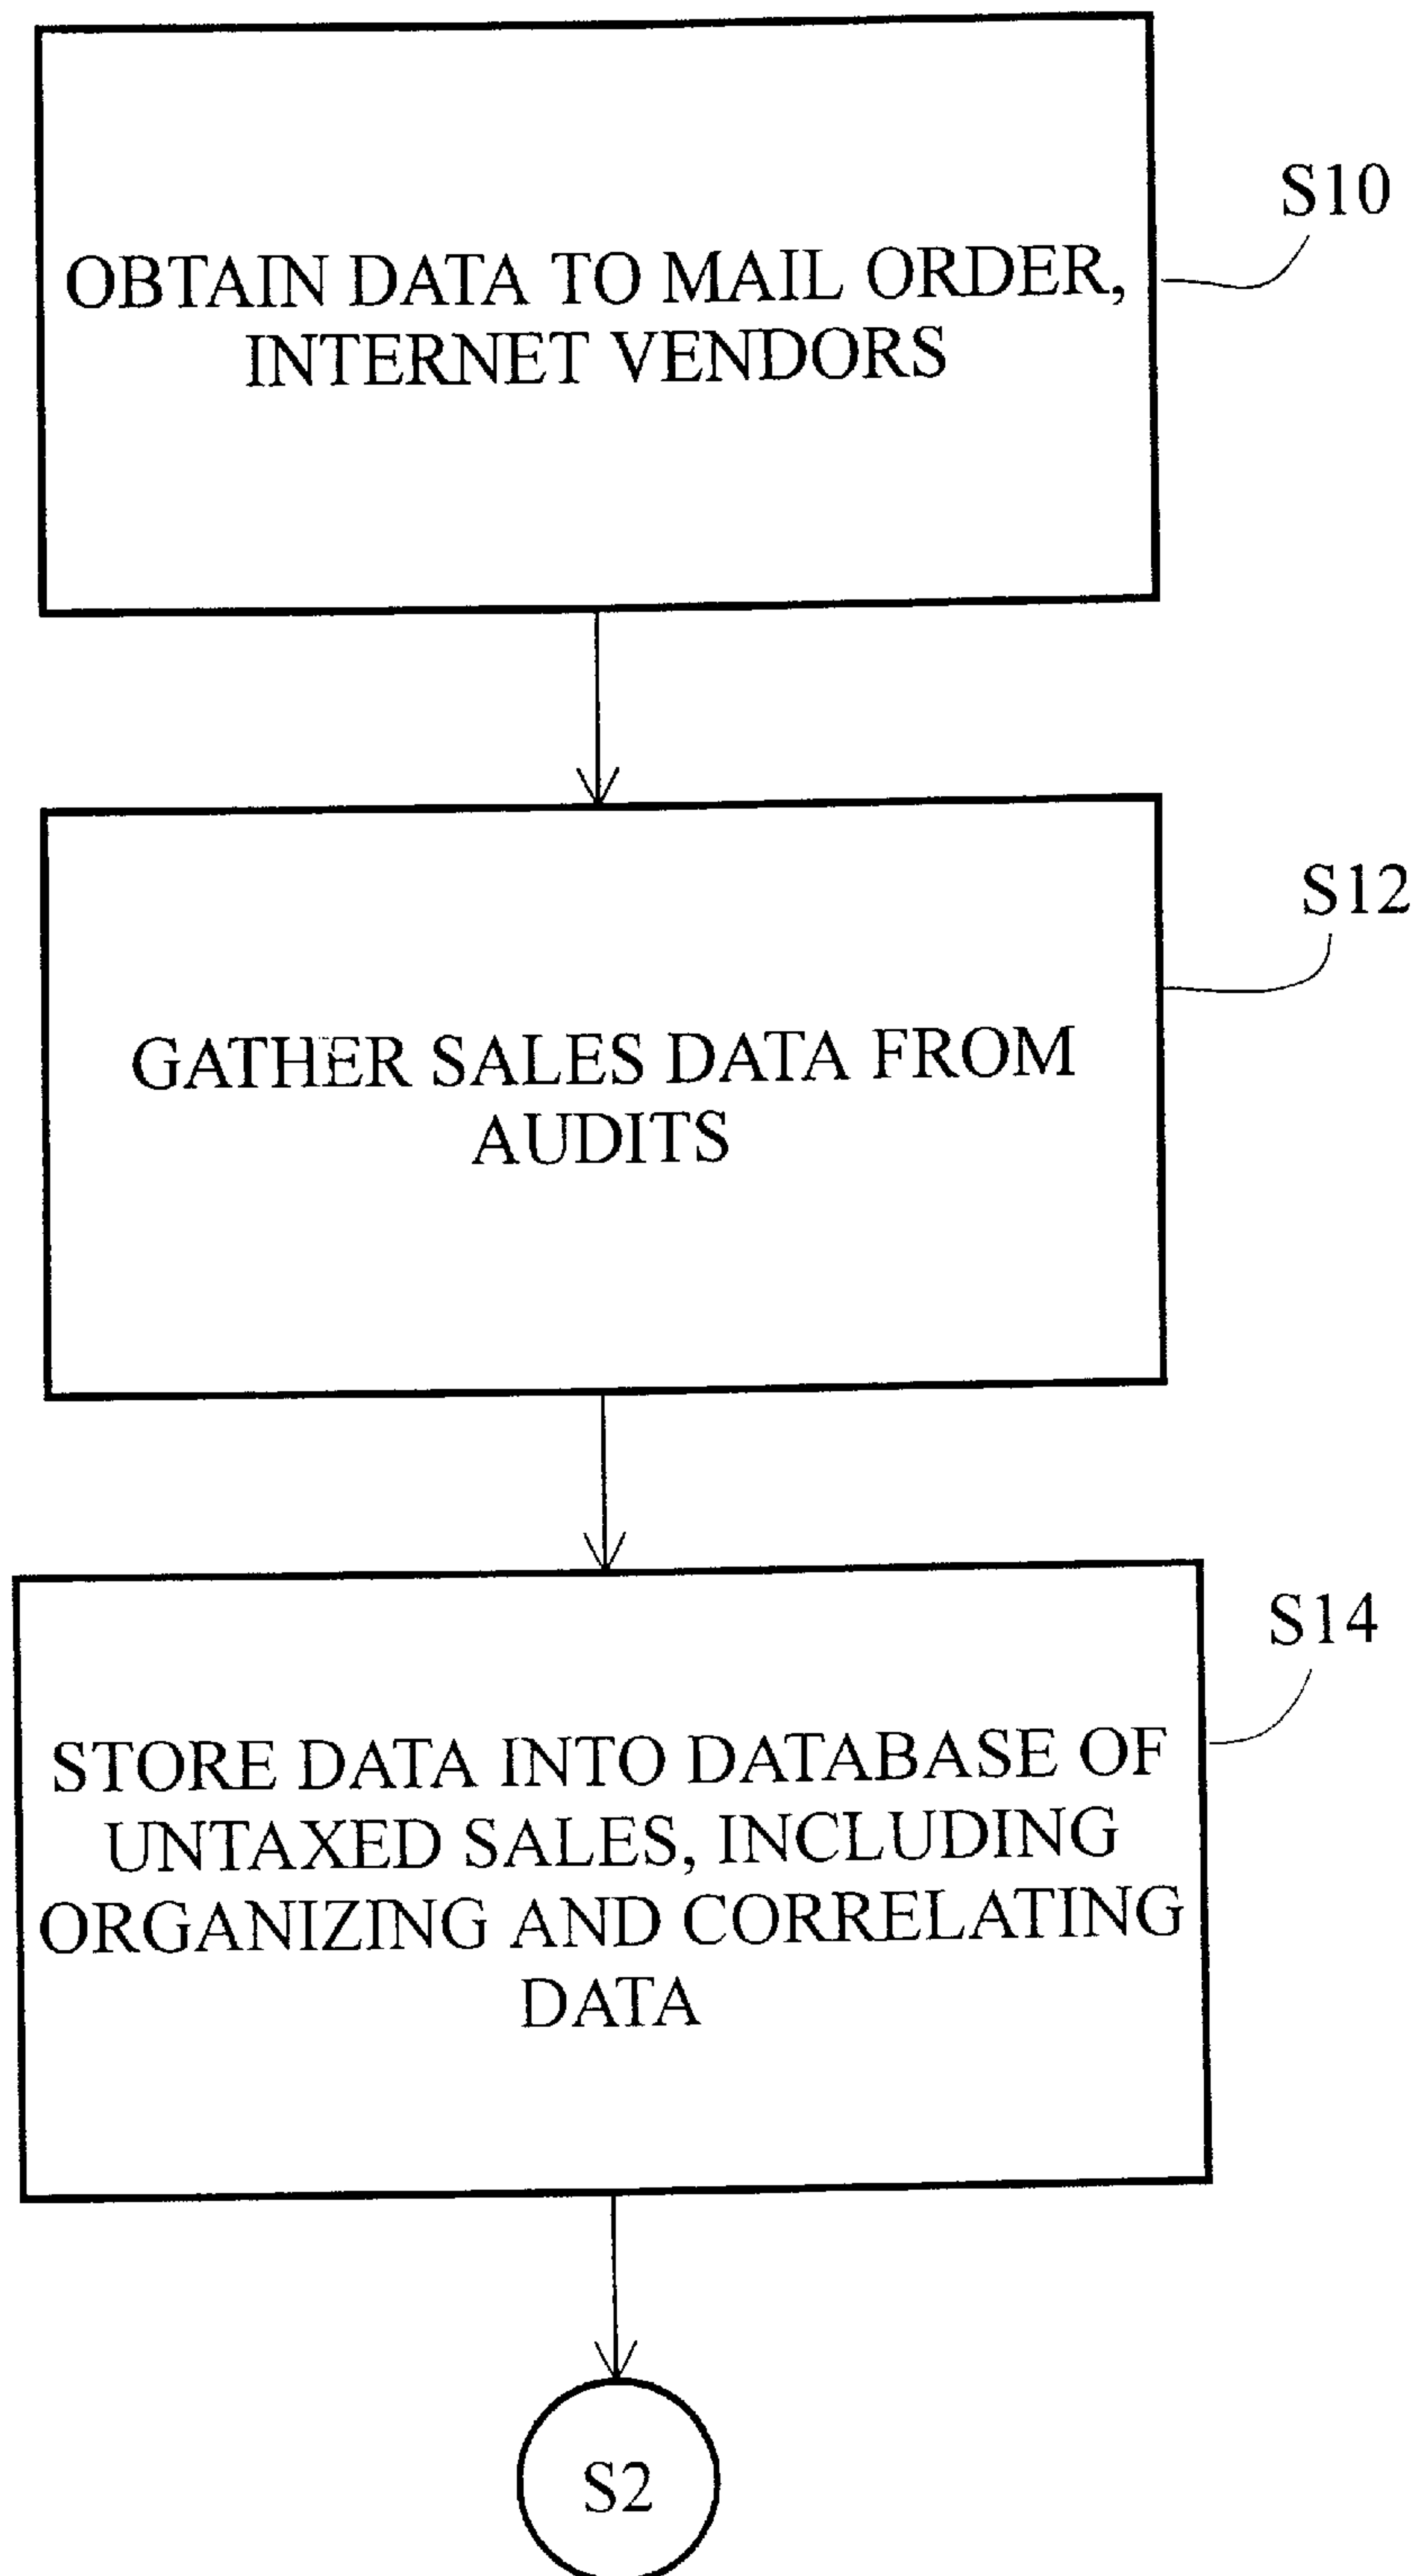 S10
OBTAIN DATA TO MAIL ORDER,
INTERNET VENDORS
S12
GATHER SALES DATA FROM
AUDITS
S14
STORE DATA INTO DATABASE OF
UNTAXED SALES, INCLUDING
ORGANIZING AND CORRELATING
DATA
S2